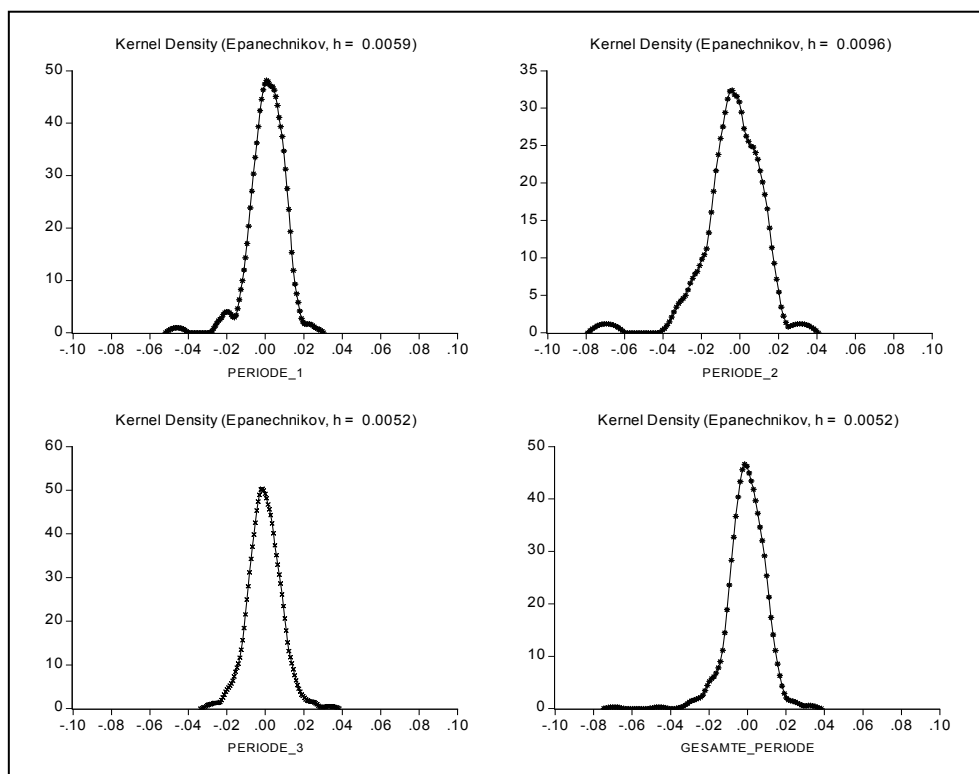 Kernel Density (Epanechnikov, h = 0.0059)
50
40
30
20
10
0
-.10 -.08 -.06 -.04 -.02 .00 .02 .04 .06 .08 .10
PERIODE_1
Kernel Density (Epanechnikov, h = 0.0096)
35
30
25
20
15
10
5
0
-.10 -.08 -.06 -.04 -.02 .00 .02 .04 .06 .08 .10
PERIODE_2
Kernel Density (Epanechnikov, h = 0.0052)
60
50
40
30
20
10
0
-.10 -.08 -.06 -.04 -.02 .00 .02 .04 .06 .08 .10
PERIODE_3
Kernel Density (Epanechnikov, h = 0.0052)
50
40
30
20
10
0
-.10 -.08 -.06 -.04 -.02 .00 .02 .04 .06 .08 .10
GESAMTE_PERIODE